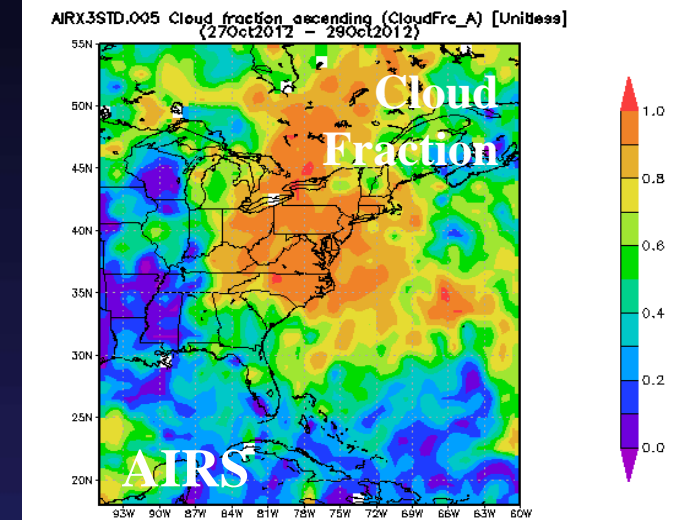 AIRX3STD.005 Cloud fraction ascending (CloudFrc_A) [Unitless]
(27Oct2012 – 29Oct2012)
55N
50N
45N
40N
35N
30N
25N
20N
93W 90W 87W 84W 81W 78W 75W 72W 69W 66W 63W 60W
Cloud
Fraction
AIRS
1.0
0.8
0.6
0.4
0.2
0.0